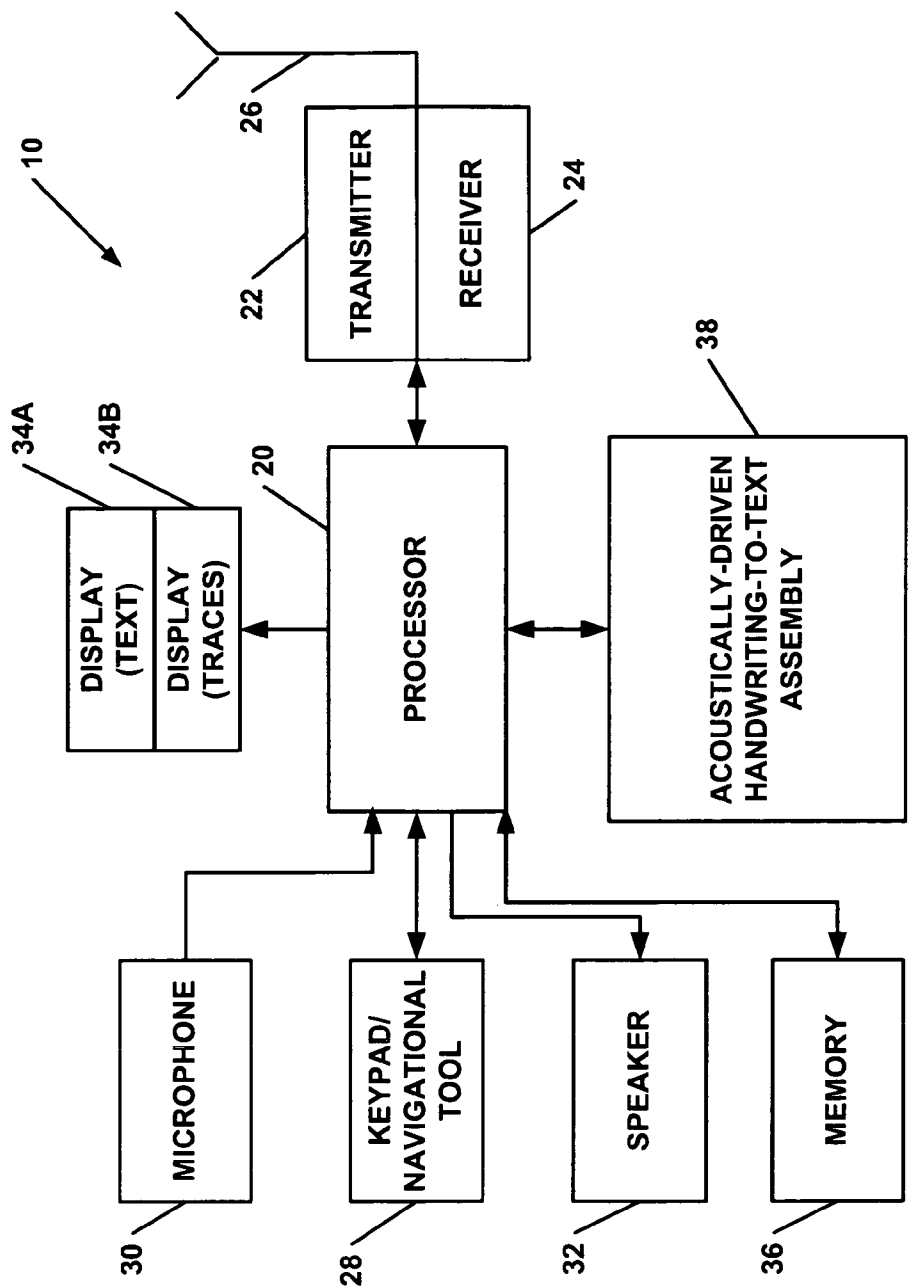 10
26
22
TRANSMITTER
RECEIVER
24
34A
34B
DISPLAY
(TEXT)
DISPLAY
(TRACES)
20
PROCESSOR
38
ACOUSTICALLY-DRIVEN
HANDWRITING-TO-TEXT
ASSEMBLY
MICROPHONE
30
KEYPAD/
NAVIGATIONAL
TOOL
28
SPEAKER
32
MEMORY
36